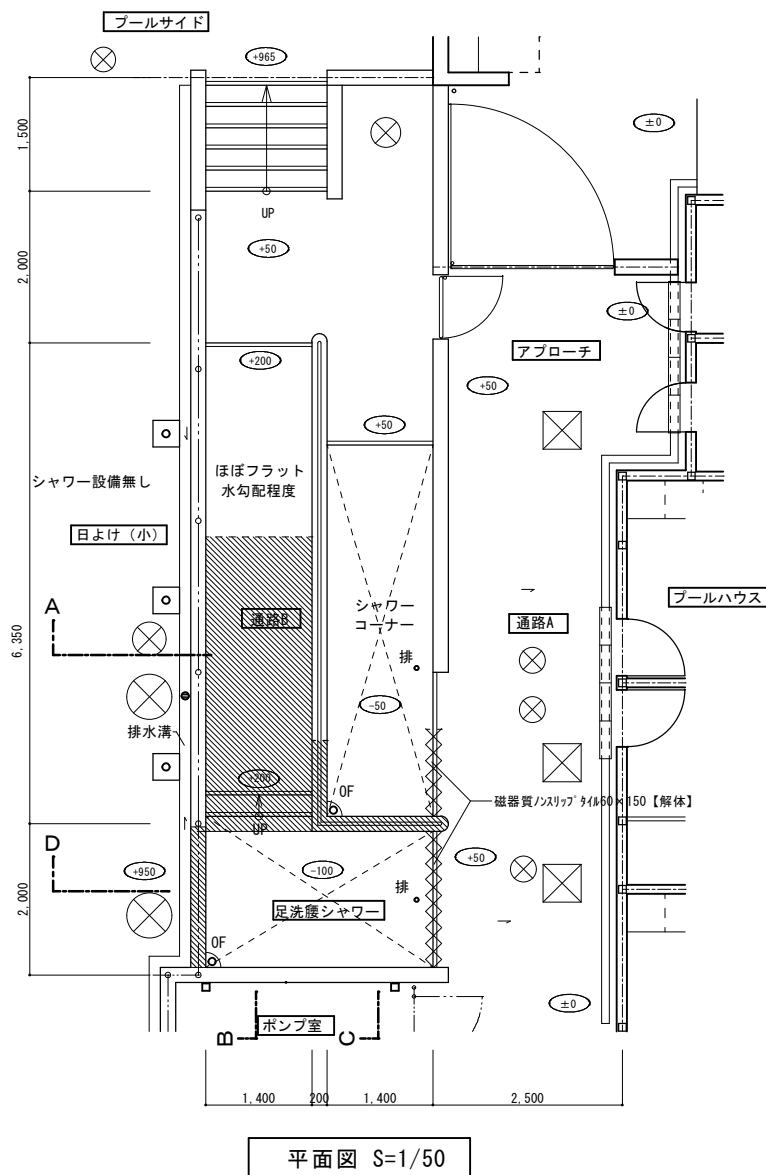 プールサイド
+965
±0
1,500
UP
+50
2,000
±0
アプローチ
+200
+50
+50
ほぼフラット
水勾配程度
シャワー設備無し
日よけ（小）
A
通路B
シャワー
コーナー
通路A
プールハウス
排
6,350
-50
排水溝
+200
OF
磁器質ノンスリップタイル60×150【解体】
UP
D
+950
-100
+50
排
足洗腰シャワー
2,000
OF
±0
B
ポンプ室
C
1,400
200
1,400
2,500
平面図 S=1/50